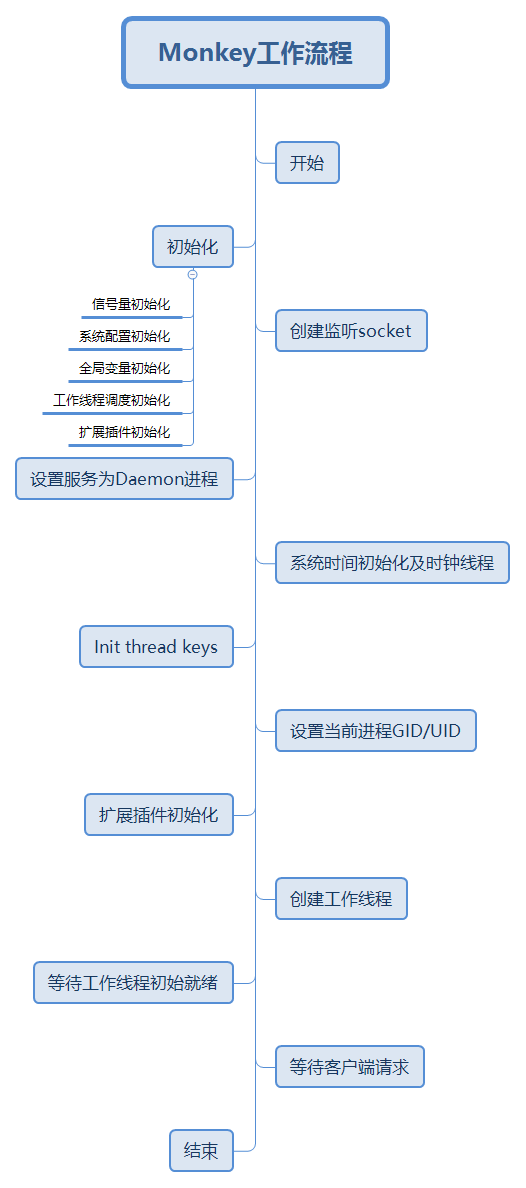 Monkey工作流程
开始
初始化
信号量初始化
系统配置初始化
全局变量初始化
工作线程调度初始化
扩展插件初始化
创建监听socket
设置服务为Daemon进程
系统时间初始化及时钟线程
Init thread keys
设置当前进程GID/UID
扩展插件初始化
创建工作线程
等待工作线程初始就绪
等待客户端请求
结束